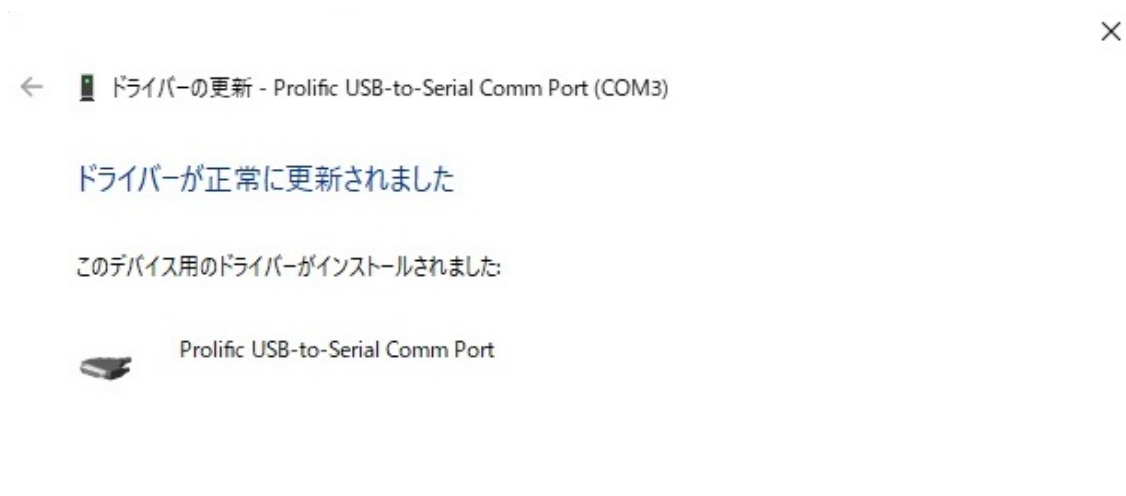 ドライバーの更新 - Prolific USB-to-Serial Comm Port (COM3)
ドライバーが正常に更新されました
このデバイス用のドライバーがインストールされました:
Prolific USB-to-Serial Comm Port